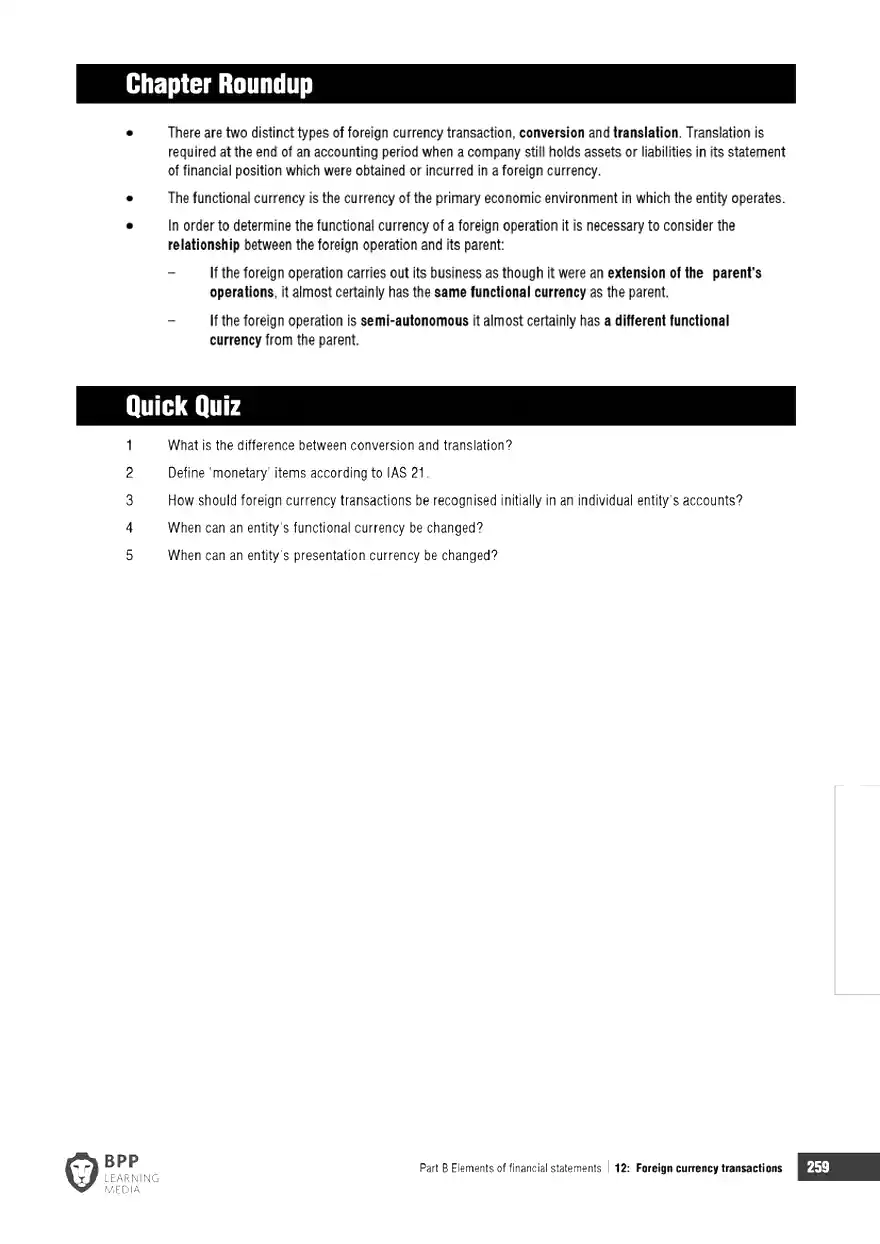 Chapter Roundup
• There are two distinct types of foreign currency transaction, conversion and translation. Translation is
required at the end of an accounting period when a company still holds assets or liabilities in its statement
of financial position which were obtained or incurred in a foreign currency.
• The functional currency is the currency of the primary economic environment in which the entity operates.
• In order to determine the functional currency of a foreign operation it is necessary to consider the
relationship between the foreign operation and its parent:
– If the foreign operation carries out its business as though it were an extension of the parent's
operations, it almost certainly has the same functional currency as the parent.
– If the foreign operation is semi-autonomous it almost certainly has a different functional
currency from the parent.
Quick Quiz
1 What is the difference between conversion and translation?
2 Define 'monetary' items according to IAS 21.
3 How should foreign currency transactions be recognised initially in an individual entity's accounts?
4 When can an entity's functional currency be changed?
5 When can an entity's presentation currency be changed?
BPP
LEARNING
MEDIA
Part B Elements of financial statements | 12: Foreign currency transactions 259